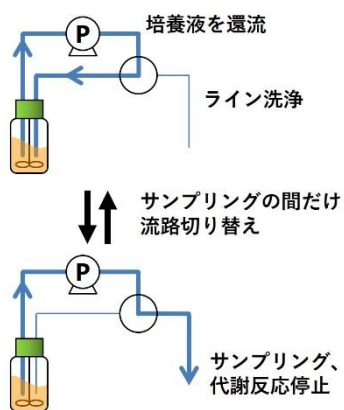 P
培養液を還流
ライン洗浄
サンプリングの間だけ
流路切り替え
P
サンプリング、
代謝反応停止